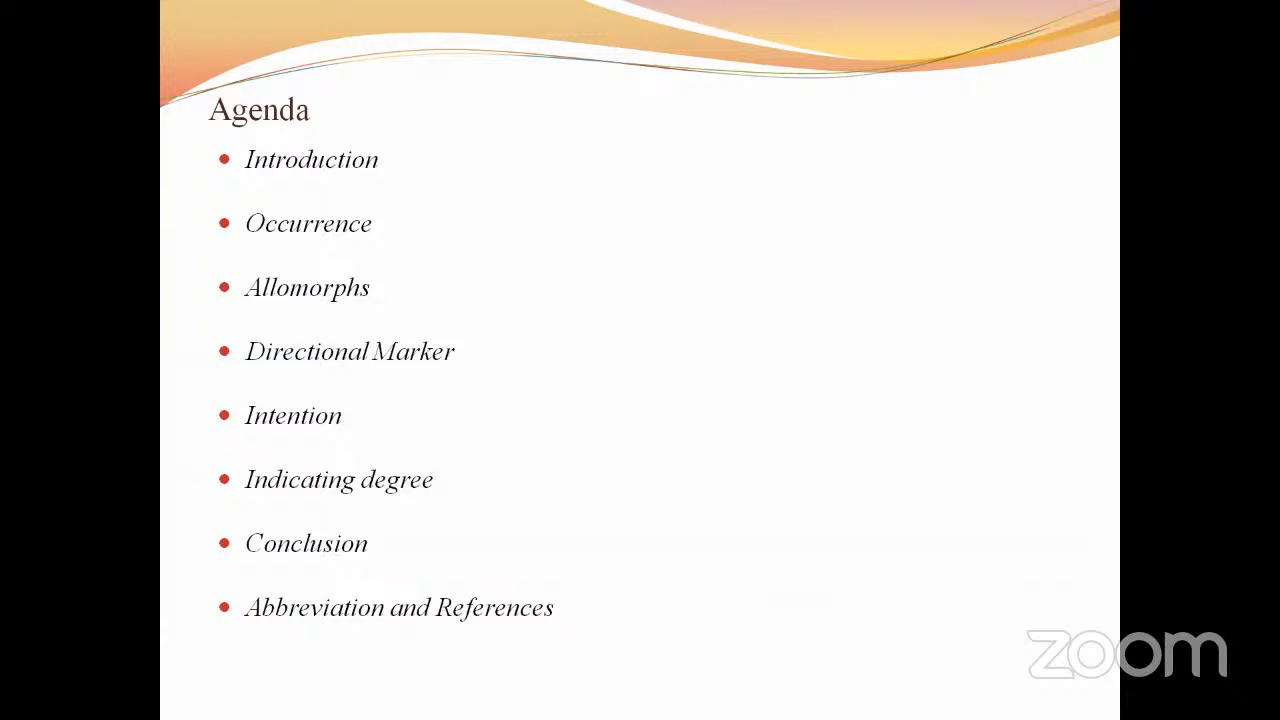 Agenda
Introduction
Occurrence
Allomorphs
Directional Marker
Intention
Indicating degree
Conclusion
Abbreviation and References
zoom